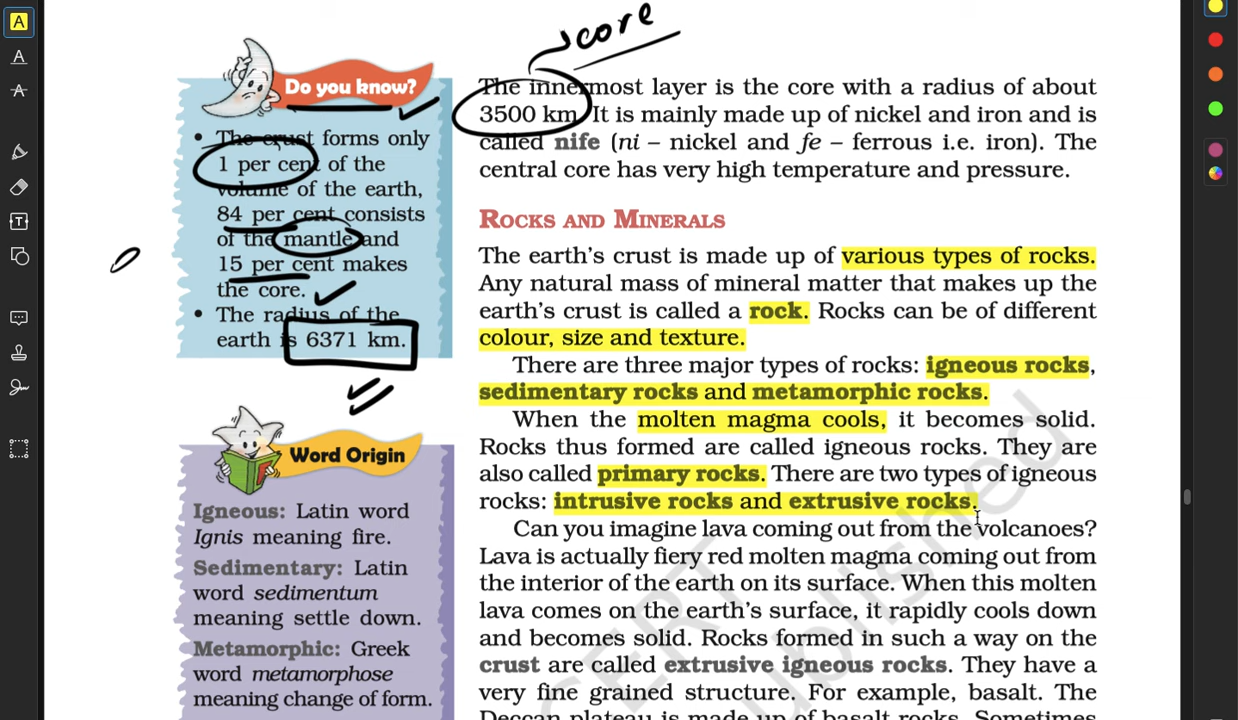 score
Do you know?
• The crust forms only
1 per cent of the
volume of the earth,
84 per cent consists
of the mantle and
15 per cent makes
the core.
• The radius of the
earth is 6371 km.
Word Origin
Igneous: Latin word
Ignis meaning fire.
Sedimentary: Latin
word sedimentum
meaning settle down.
Metamorphic: Greek
word metamorphose
meaning change of form.
The innermost layer is the core with a radius of about
3500 km. It is mainly made up of nickel and iron and is
called nife (ni – nickel and fe – ferrous i.e. iron). The
central core has very high temperature and pressure.
ROCKS AND MINERALS
The earth's crust is made up of various types of rocks.
Any natural mass of mineral matter that makes up the
earth's crust is called a rock. Rocks can be of different
colour, size and texture.
There are three major types of rocks: igneous rocks,
sedimentary rocks and metamorphic rocks.
When the molten magma cools, it becomes solid.
Rocks thus formed are called igneous rocks. They are
also called primary rocks. There are two types of igneous
rocks: intrusive rocks and extrusive rocks.
Can you imagine lava coming out from the volcanoes?
Lava is actually fiery red molten magma coming out from
the interior of the earth on its surface. When this molten
lava comes on the earth's surface, it rapidly cools down
and becomes solid. Rocks formed in such a way on the
crust are called extrusive igneous rocks. They have a
very fine grained structure. For example, basalt. The
Deccan plateau is made up of basalt rocks. Sometimes